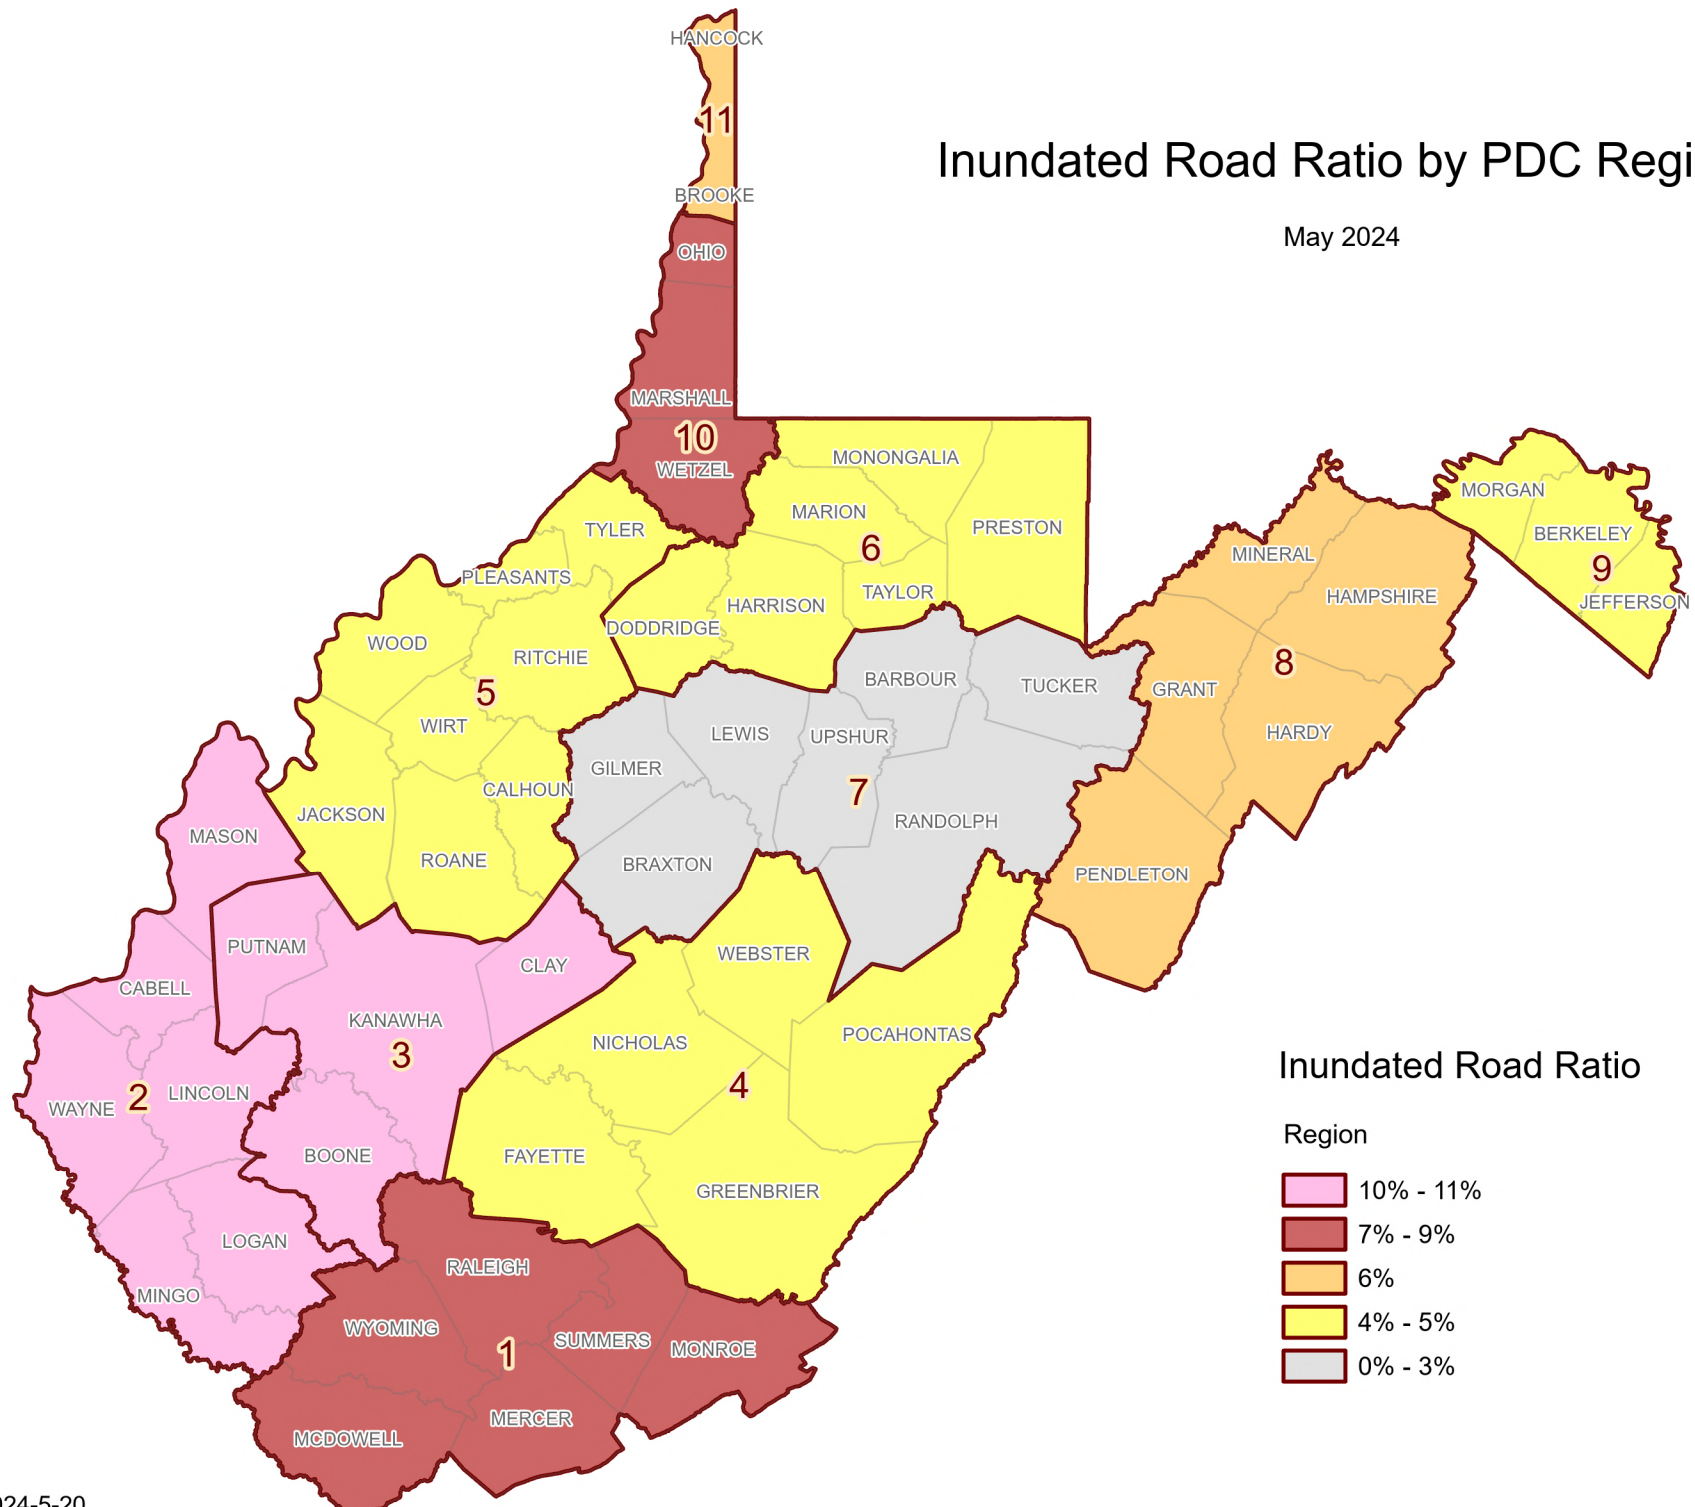 HANCOCK
11
Inundated Road Ratio by PDC Regi
BROOKE
May 2024
OHIO
MARSHALL
10
WETZEL
MONONGALIA
MORGAN
MARION
TYLER
PRESTON
BERKELEY
6
MINERAL
9
PLEASANTS
TAYLOR
HAMPSHIRE
HARRISON
JEFFERSON
DODDRIDGE
WOOD
RITCHIE
8
BARBOUR
TUCKER
GRANT
5
WIRT
LEWIS
UPSHUR
HARDY
GILMER
CALHOUN
7
JACKSON
RANDOLPH
MASON
ROANE
BRAXTON
PENDLETON
PUTNAM
WEBSTER
CLAY
CABELL
KANAWHA
POCAHONTAS
NICHOLAS
3
Inundated Road Ratio
4
LINCOLN
2
WAYNE
Region
BOONE
FAYETTE
GREENBRIER
10% - 11%
7% - 9%
LOGAN
RALEIGH
6%
MINGO
4% - 5%
WYOMING
SUMMERS
MONROE
1
0% - 3%
MERCER
MCDOWELL
024-5-20